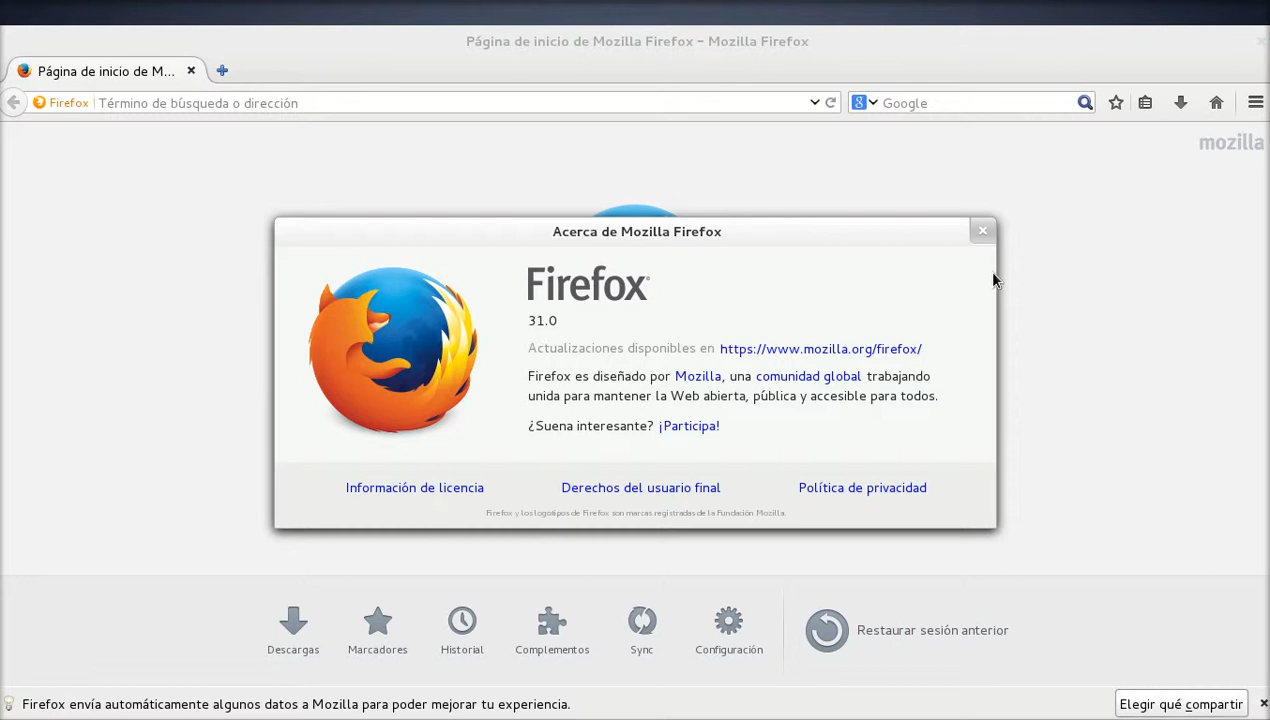 Página de inicio de Mozilla Firefox – Mozilla Firefox
Página de inicio de M...
Firefox
Término de búsqueda o dirección
Google
mozilla
Acerca de Mozilla Firefox
Firefox
31.0
Actualizaciones disponibles en https://www.mozilla.org/firefox/
Firefox es diseñado por Mozilla, una comunidad global trabajando
unida para mantener la Web abierta, pública y accesible para todos.
¿Suena interesante? ¡Participa!
Información de licencia
Derechos del usuario final
Política de privacidad
Firefox y los logotipos de Firefox son marcas registradas de la Fundación Mozilla.
Descargas
Marcadores
Historial
Complementos
Sync
Configuración
Restaurar sesión anterior
Firefox envía automáticamente algunos datos a Mozilla para poder mejorar tu experiencia.
Elegir qué compartir